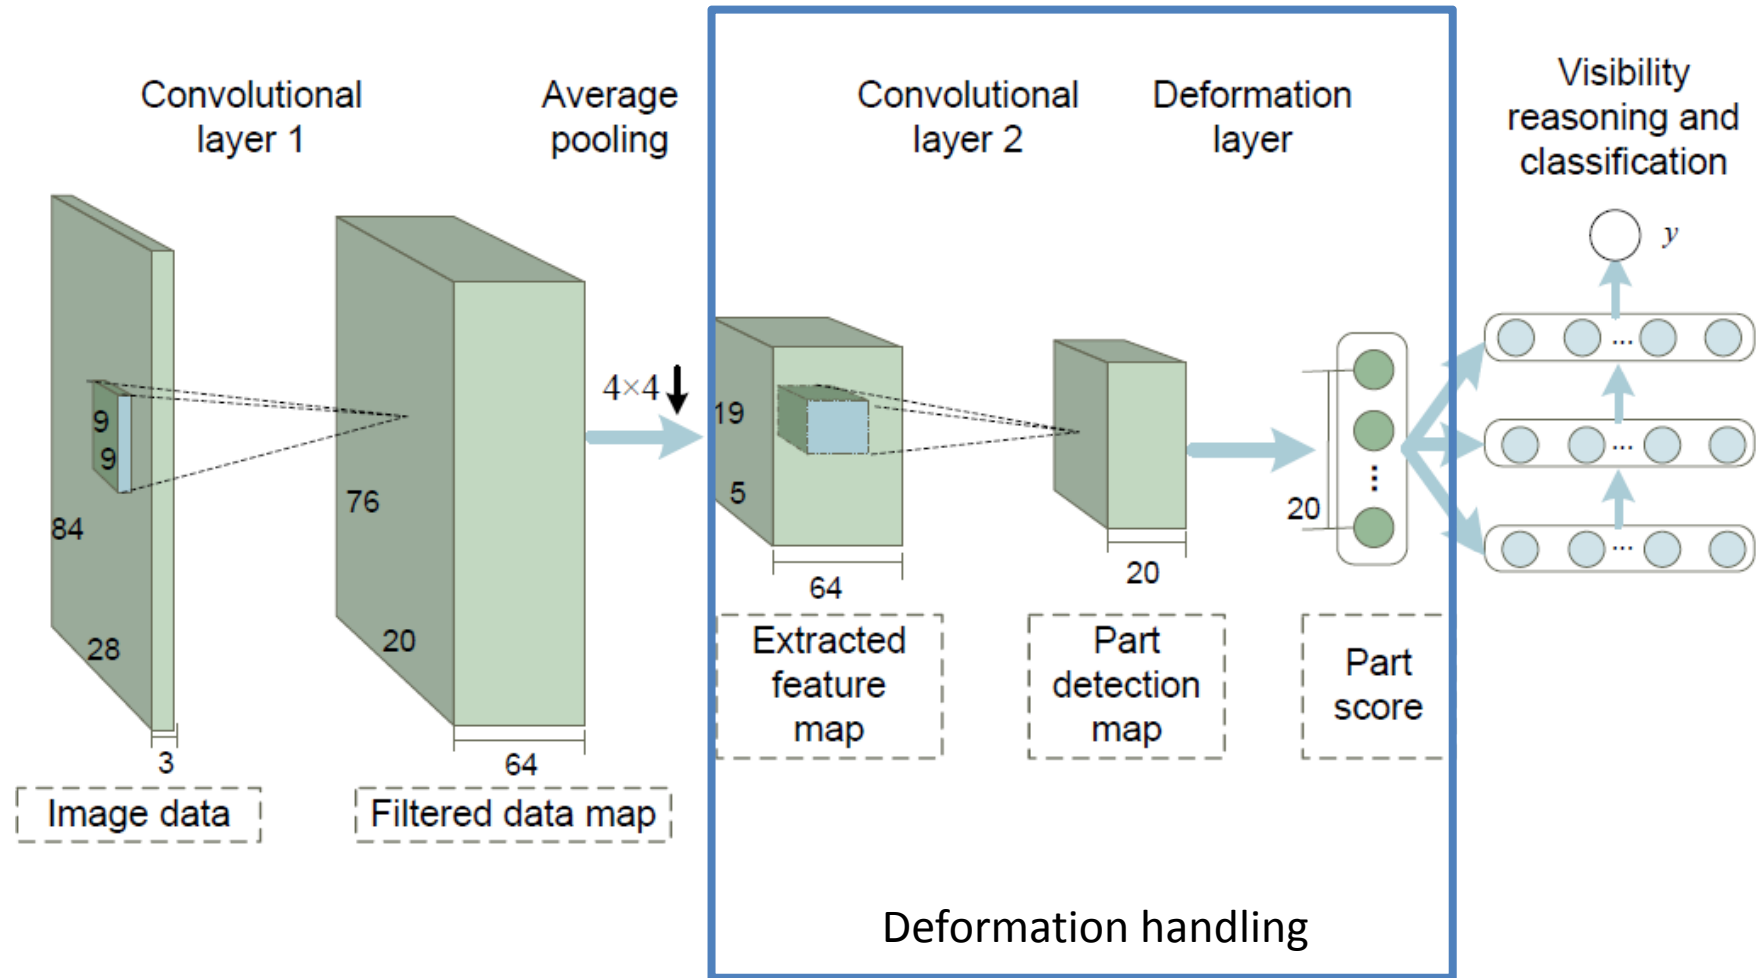 Convolutional
layer 1
Average
pooling
Convolutional
layer 2
Deformation
layer
Visibility
reasoning and
classification
y
4×4
9
9
84
28
3
76
20
64
19
5
64
20
20
...
...
...
...
Image data
Filtered data map
Extracted
feature
map
Part
detection
map
Part
score
Deformation handling